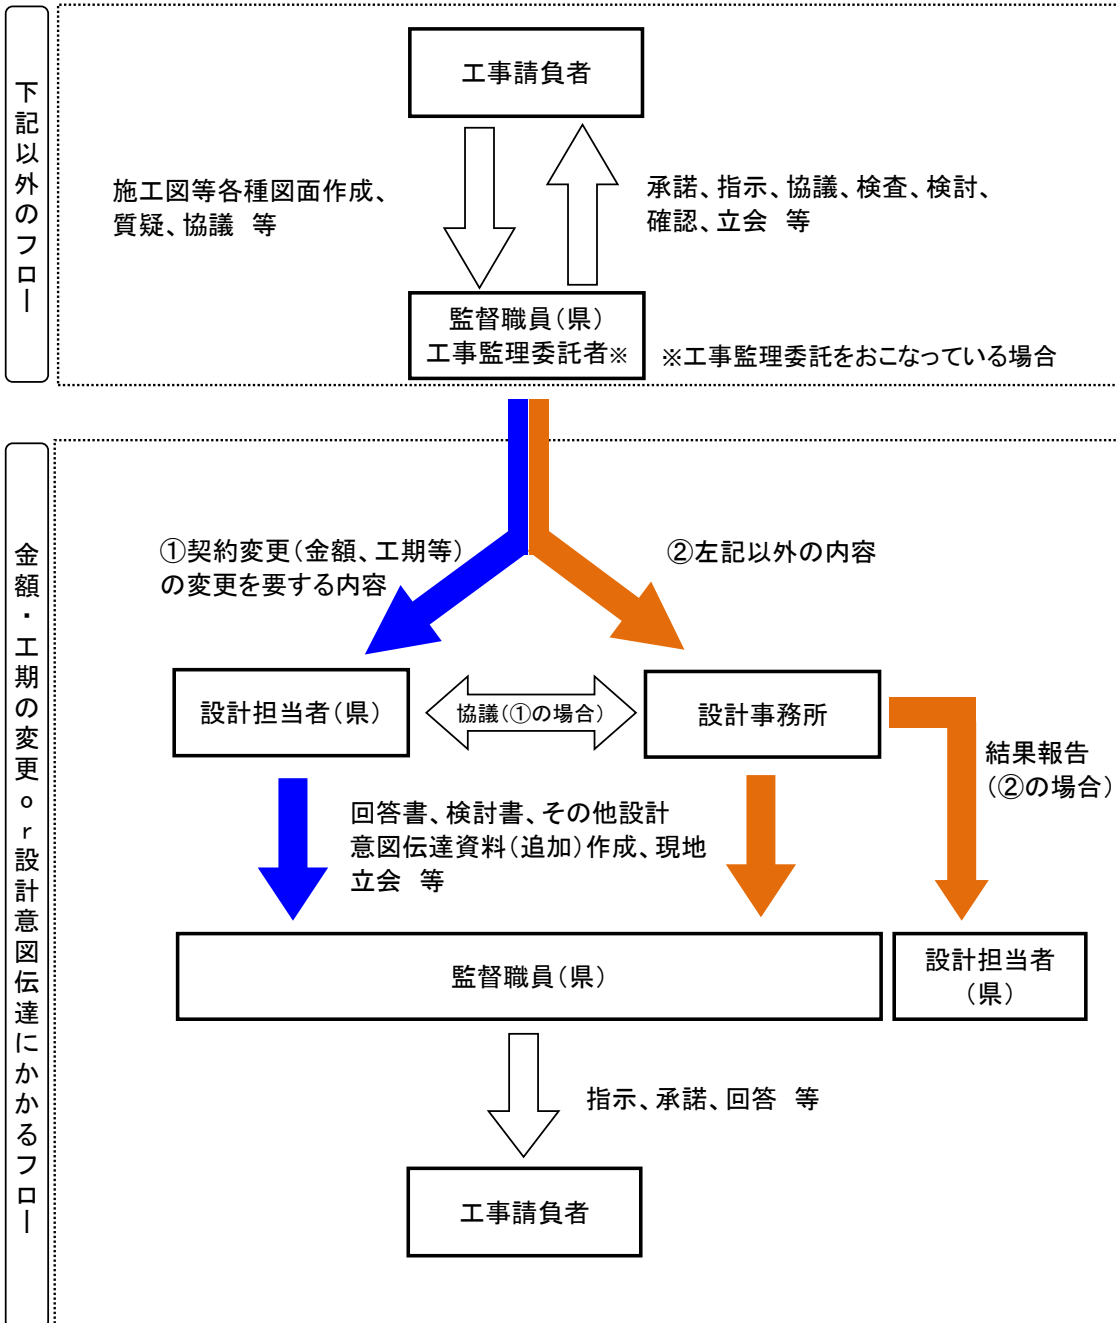 下記以外のフロー
工事請負者
施工図等各種図面作成、
質疑、協議　等
承諾、指示、協議、検査、検討、
確認、立会　等
監督職員(県)
工事監理委託者※
※工事監理委託をおこなっている場合
金額・工期の変更or設計意図伝達にかかるフロー
①契約変更(金額、工期等)
の変更を要する内容
②左記以外の内容
設計担当者(県)
協議(①の場合)
設計事務所
結果報告
(②の場合)
回答書、検討書、その他設計
意図伝達資料(追加)作成、現地
立会　等
監督職員(県)
設計担当者
(県)
指示、承諾、回答　等
工事請負者